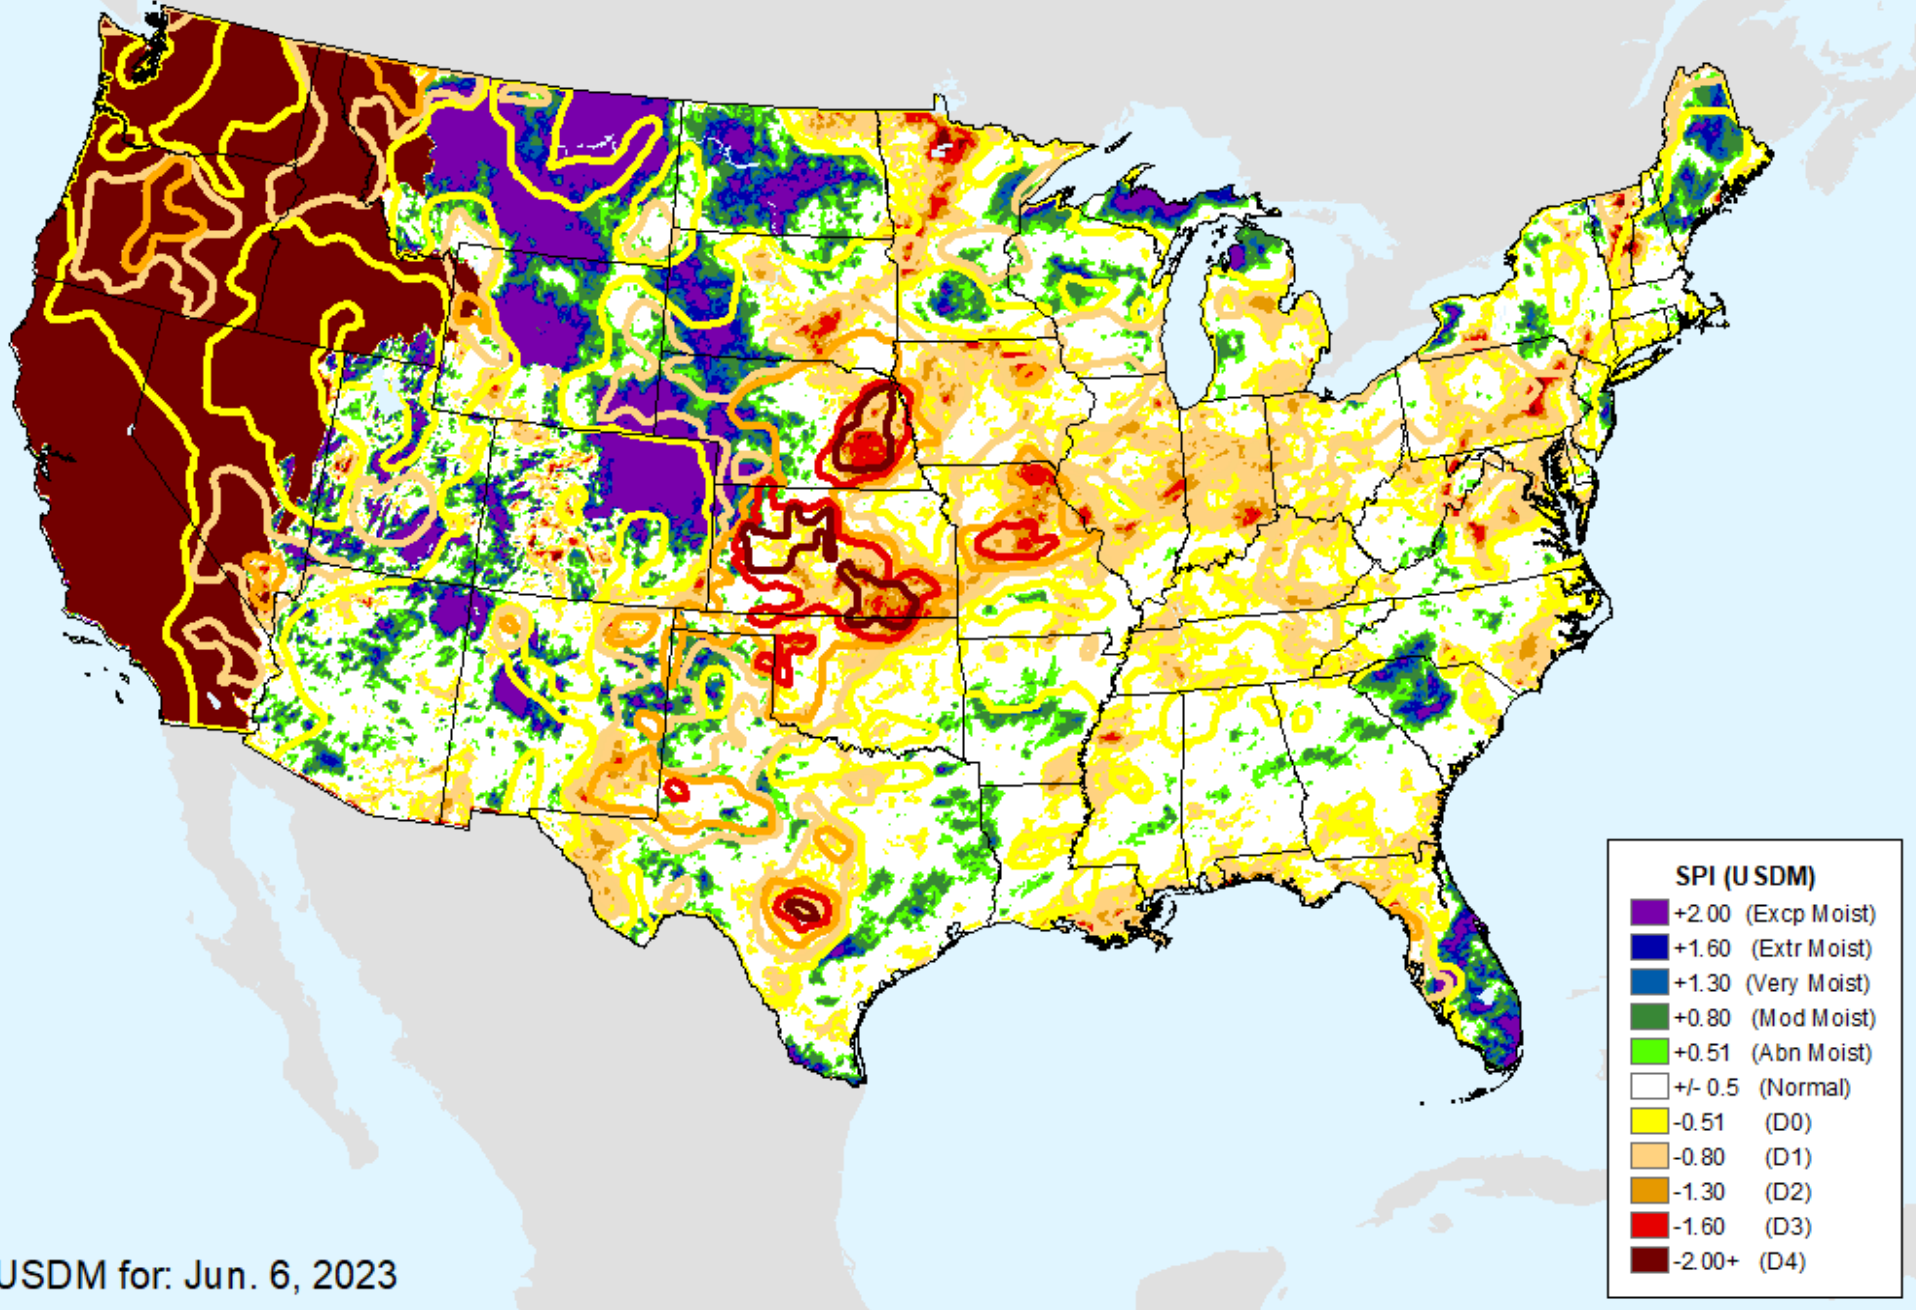 SPI (USDM)
+2.00 (Excp Moist)
+1.60 (Extr Moist)
+1.30 (Very Moist)
+0.80 (Mod Moist)
+0.51 (Abn Moist)
+/- 0.5 (Normal)
-0.51 (D0)
-0.80 (D1)
-1.30 (D2)
-1.60 (D3)
-2.00+ (D4)
USDM for: Jun. 6, 2023